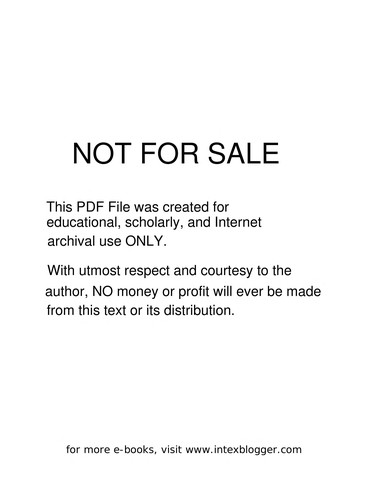 NOT FOR SALE
This PDF File was created for
educational, scholarly, and Internet
archival use ONLY.
With utmost respect and courtesy to the
author, NO money or profit will ever be made
from this text or its distribution.
for more e-books, visit www.intexblogger.com